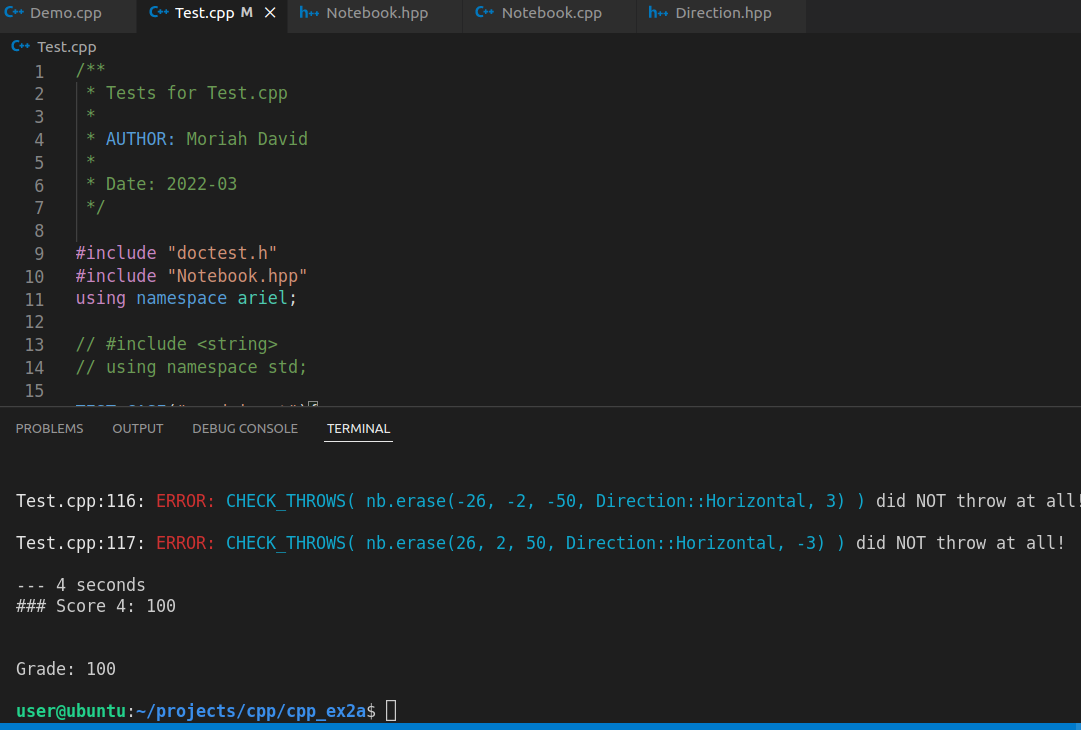 C++ Demo.cpp C++ Test.cpp M × h++ Notebook.hpp C++ Notebook.cpp h++ Direction.hpp
C++ Test.cpp
1 /**
2 * Tests for Test.cpp
3 *
4 * AUTHOR: Moriah David
5 *
6 * Date: 2022-03
7 */
8
9 #include "doctest.h"
10 #include "Notebook.hpp"
11 using namespace ariel;
12
13 // #include <string>
14 // using namespace std;
15
PROBLEMS OUTPUT DEBUG CONSOLE TERMINAL
Test.cpp:116: ERROR: CHECK_THROWS( nb.erase(-26, -2, -50, Direction::Horizontal, 3) ) did NOT throw at all!
Test.cpp:117: ERROR: CHECK_THROWS( nb.erase(26, 2, 50, Direction::Horizontal, -3) ) did NOT throw at all!
--- 4 seconds
### Score 4: 100
Grade: 100
user@ubuntu:~/projects/cpp/cpp_ex2a$